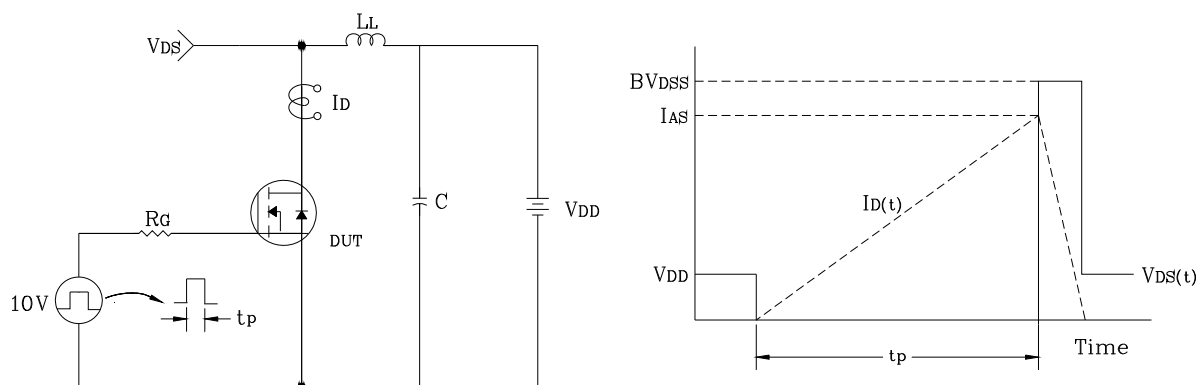 LL
VDS
ID
RG
DUT
C
VDD
10V
tp
BVDSS
IAS
ID(t)
VDD
VDS(t)
tp
Time